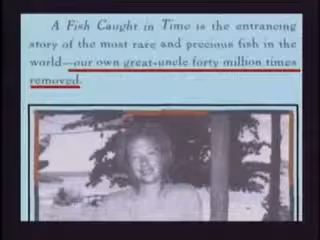 A Fish Caught in Time is the entrancing
story of the most rare and precious fish in the
world—our own great-uncle forty million times
removed.